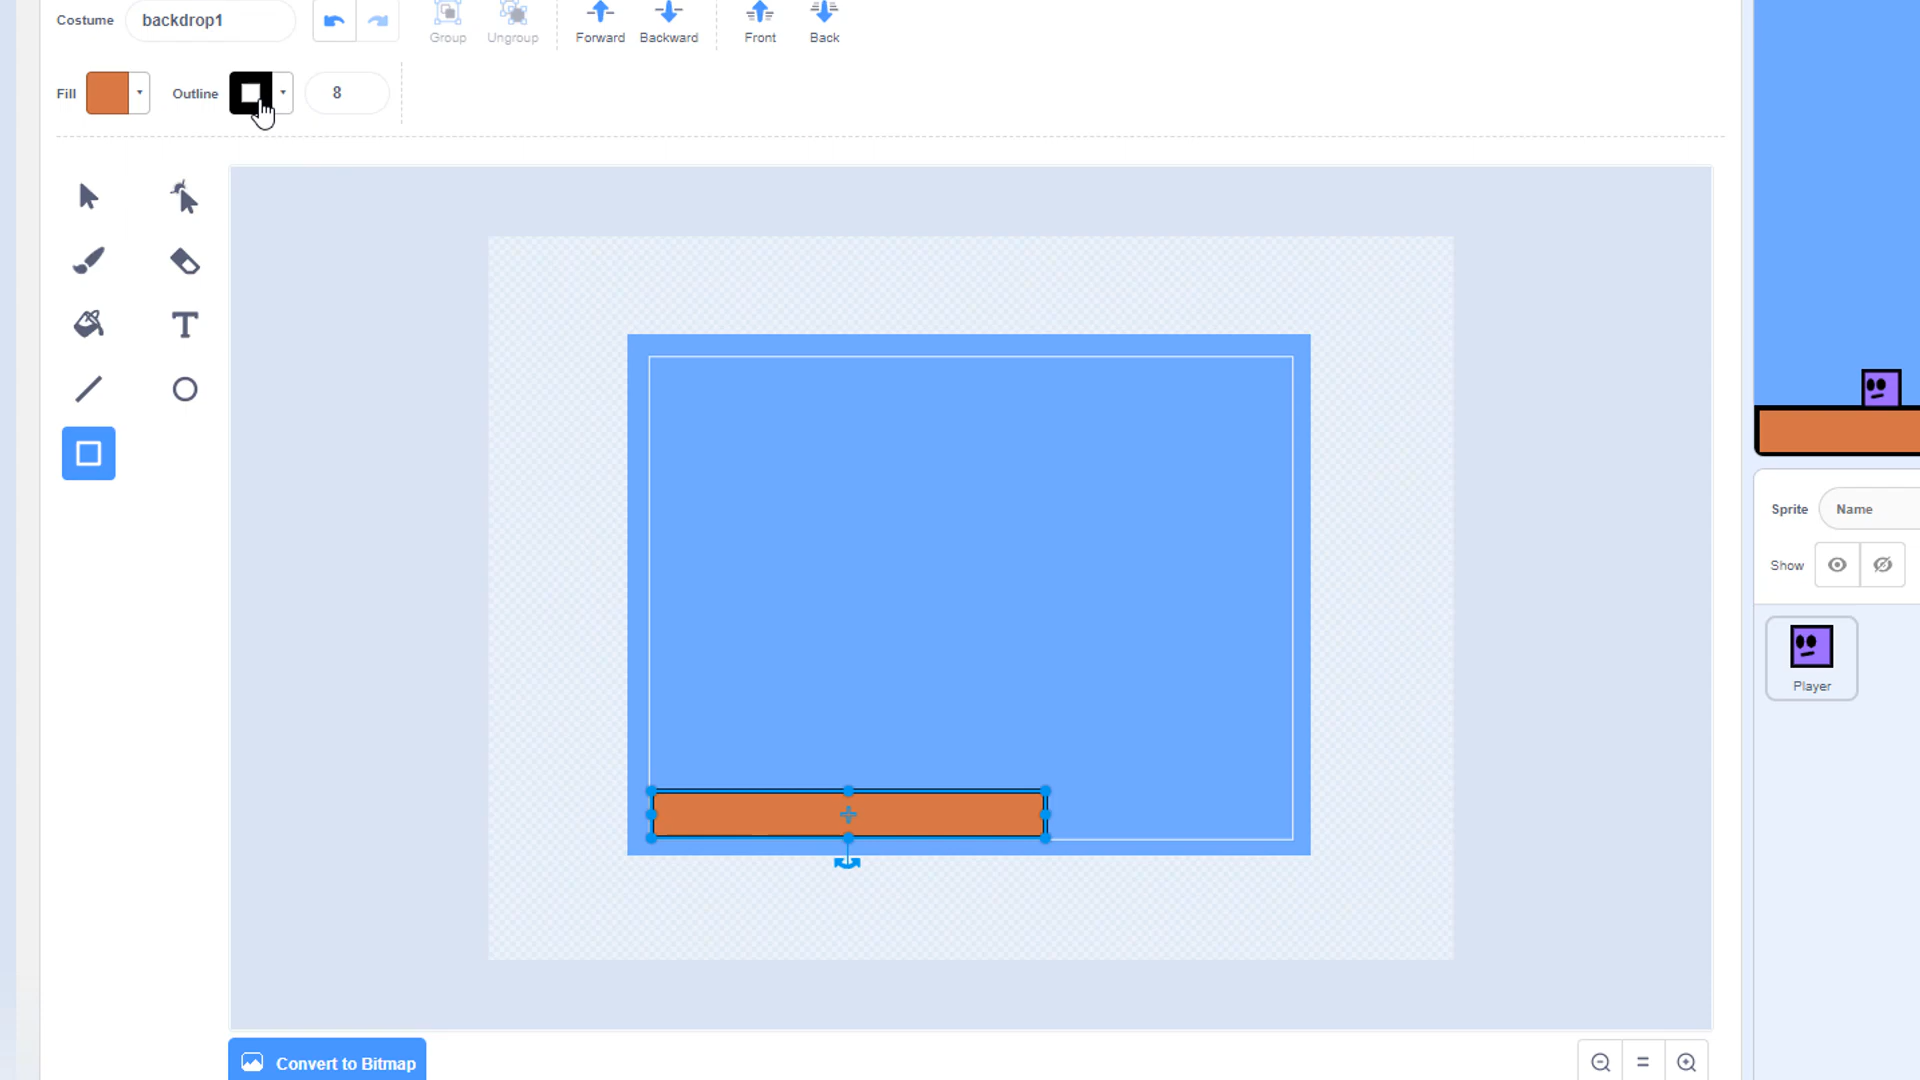 Costume backdrop1
Group Ungroup Forward Backward Front Back
Fill Outline 8
Sprite Name
Show
Player
Convert to Bitmap